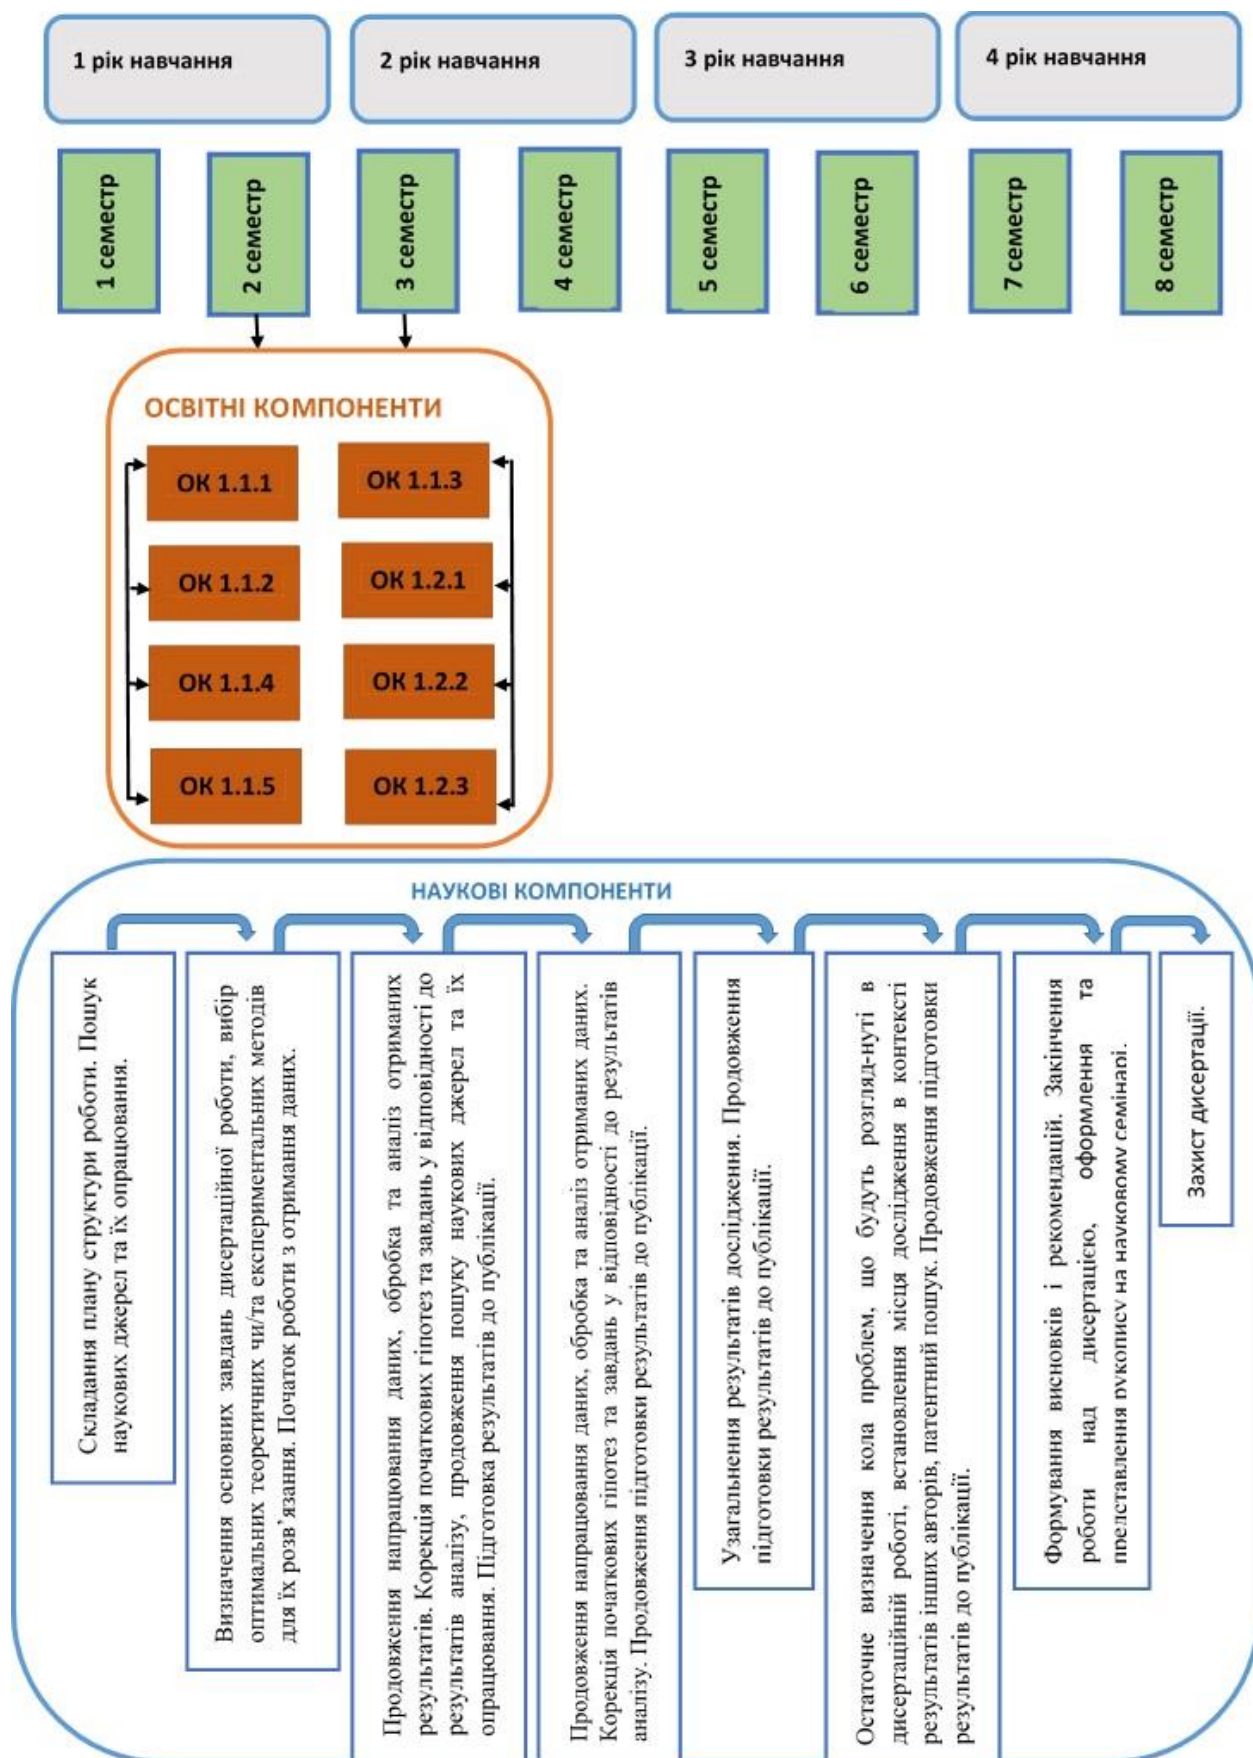 1 рік навчання
2 рік навчання
3 рік навчання
4 рік навчання
1 семестр
2 семестр
3 семестр
4 семестр
5 семестр
6 семестр
7 семестр
8 семестр
ОСВІТНІ КОМПОНЕНТИ
ОК 1.1.1
ОК 1.1.3
ОК 1.1.2
ОК 1.2.1
ОК 1.1.4
ОК 1.2.2
ОК 1.1.5
ОК 1.2.3
НАУКОВІ КОМПОНЕНТИ
Складання плану структури роботи. Пошук
наукових джерел та їх опрацювання.
Визначення основних завдань дисертаційної роботи, вибір
оптимальних теоретичних чи/та експериментальних методів
для їх розв’язання. Початок роботи з отримання даних.
Продовження напрацювання даних, обробка та аналіз отриманих
результатів. Корекція початкових гіпотез та завдань у відповідності до
результатів аналізу, продовження пошуку наукових джерел та їх
опрацювання. Підготовка результатів до публікації.
Продовження напрацювання даних, обробка та аналіз отриманих даних.
Корекція початкових гіпотез та завдань у відповідності до результатів
аналізу. Продовження підготовки результатів до публікації.
Узагальнення результатів дослідження. Продовження
підготовки результатів до публікації.
Остаточне визначення кола проблем, що будуть розгляд-нуті в
дисертаційній роботі, встановлення місця дослідження в контексті
результатів інших авторів, патентний пошук. Продовження підготовки
результатів до публікації.
Формування висновків і рекомендацій. Закінчення
роботи над дисертацією, оформлення та
представлення рукопису на науковому семінарі.
Захист дисертації.